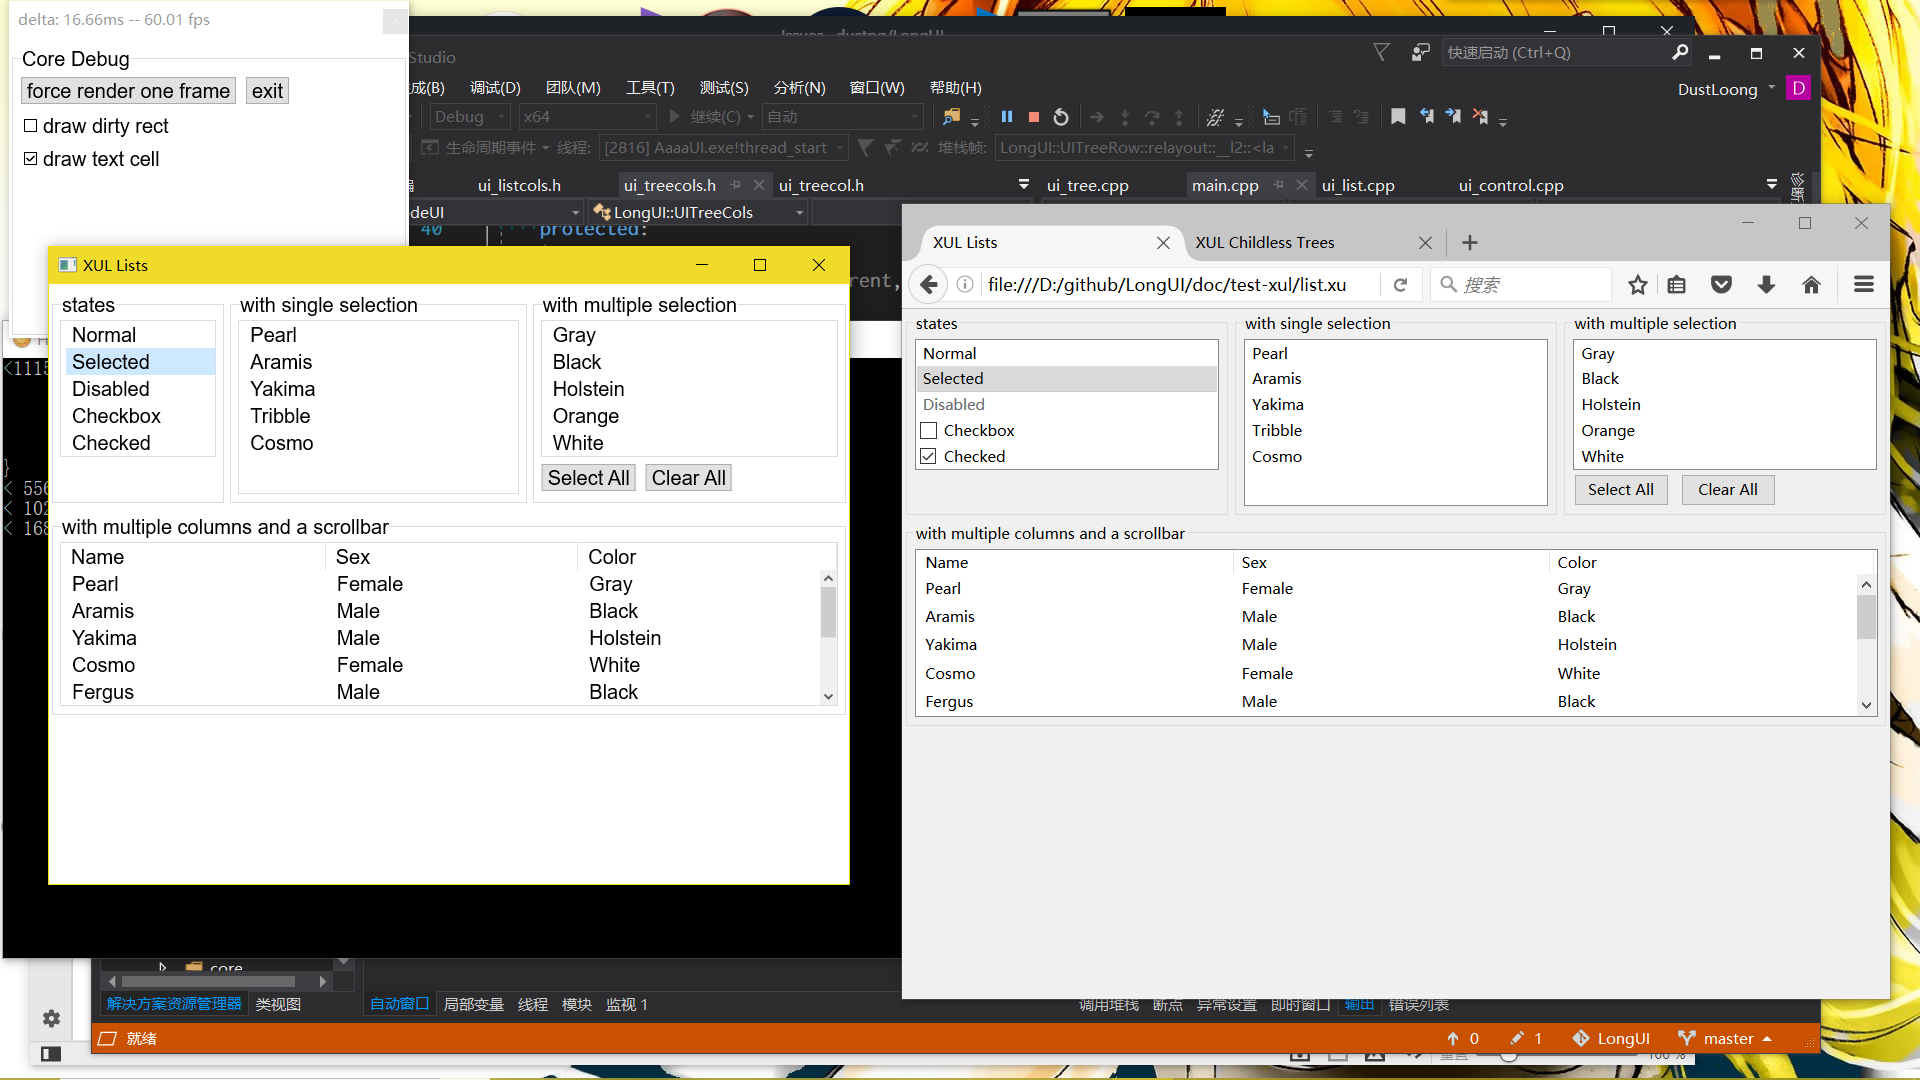 delta: 16.66ms -- 60.01 fps
Core Debug
force render one frame
exit
draw dirty rect
draw text cell
Studio
快速启动 (Ctrl+Q)
调试(D)
团队(M)
工具(T)
测试(S)
分析(N)
窗口(W)
帮助(H)
DustLoong
D
Debug
x64
继续(C)
自动
生命周期事件
线程:
[2816] AaaaUI.exe!thread_start
堆栈帧:
LongUI::UITreeRow::relayout::__l2::<la
ui_listcols.h
ui_treecols.h
ui_treecol.h
ui_tree.cpp
main.cpp
ui_list.cpp
ui_control.cpp
LongUI::UITreeCols
40
protected:
XUL Lists
states
Normal
Selected
Disabled
Checkbox
Checked
with single selection
Pearl
Aramis
Yakima
Tribble
Cosmo
with multiple selection
Gray
Black
Holstein
Orange
White
Select All
Clear All
with multiple columns and a scrollbar
Name Sex Color
Pearl Female Gray
Aramis Male Black
Yakima Male Holstein
Cosmo Female White
Fergus Male Black
XUL Lists
XUL Childless Trees
file:///D:/github/LongUI/doc/test-xul/list.xu
搜索
states
Normal
Selected
Disabled
Checkbox
Checked
with single selection
Pearl
Aramis
Yakima
Tribble
Cosmo
with multiple selection
Gray
Black
Holstein
Orange
White
Select All
Clear All
with multiple columns and a scrollbar
Name Sex Color
Pearl Female Gray
Aramis Male Black
Yakima Male Holstein
Cosmo Female White
Fergus Male Black
core
解决方案资源管理器
类视图
自动窗口
局部变量
线程
模块
监视 1
调用堆栈
断点
异常设置
即时窗口
输出
错误列表
就绪
0
1
LongUI
master